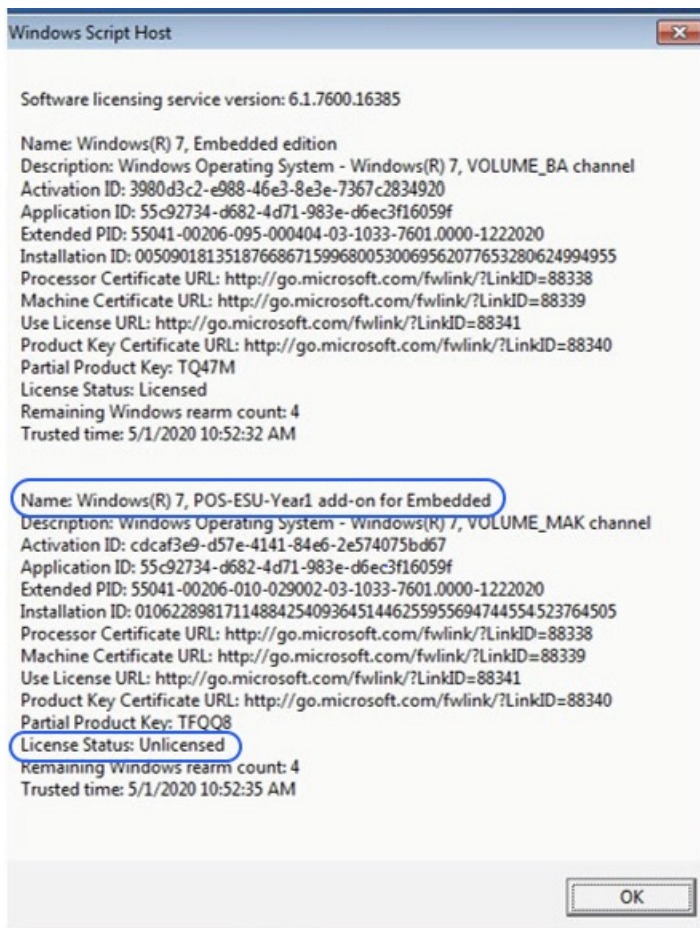 Windows Script Host
Software licensing service version: 6.1.7600.16385
Name: Windows(R) 7, Embedded edition
Description: Windows Operating System - Windows(R) 7, VOLUME_BA channel
Activation ID: 3980d3c2-e988-46e3-8e3e-7367c2834920
Application ID: 55c92734-d682-4d71-983e-d6ec3f16059f
Extended PID: 55041-00206-095-000404-03-1033-7601.0000-1222020
Installation ID: 005090181351876686715996800530069562077653280624994955
Processor Certificate URL: http://go.microsoft.com/fwlink/?LinkID=88338
Machine Certificate URL: http://go.microsoft.com/fwlink/?LinkID=88339
Use License URL: http://go.microsoft.com/fwlink/?LinkID=88341
Product Key Certificate URL: http://go.microsoft.com/fwlink/?LinkID=88340
Partial Product Key: TQ47M
License Status: Licensed
Remaining Windows rearm count: 4
Trusted time: 5/1/2020 10:52:32 AM
Name: Windows(R) 7, POS-ESU-Year1 add-on for Embedded
Description: Windows Operating System - Windows(R) 7, VOLUME_MAK channel
Activation ID: cdcaf3e9-d57e-4141-84e6-2e574075bd67
Application ID: 55c92734-d682-4d71-983e-d6ec3f16059f
Extended PID: 55041-00206-010-029002-03-1033-7601.0000-1222020
Installation ID: 010622898171148842540936451446255955694744554523764505
Processor Certificate URL: http://go.microsoft.com/fwlink/?LinkID=88338
Machine Certificate URL: http://go.microsoft.com/fwlink/?LinkID=88339
Use License URL: http://go.microsoft.com/fwlink/?LinkID=88341
Product Key Certificate URL: http://go.microsoft.com/fwlink/?LinkID=88340
Partial Product Key: TFQQ8
License Status: Unlicensed
Remaining Windows rearm count: 4
Trusted time: 5/1/2020 10:52:35 AM
OK